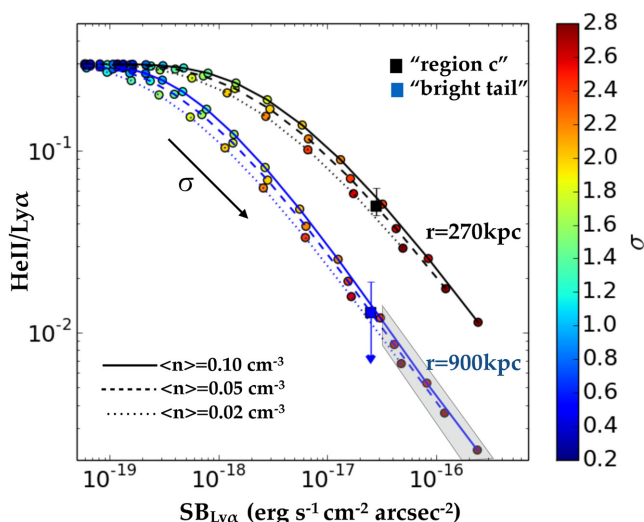 "region c"
"bright tail"
10⁻¹
10⁻²
HeII/Lyα
σ
r=270kpc
r=900kpc
<n>=0.10 cm⁻³
<n>=0.05 cm⁻³
<n>=0.02 cm⁻³
10⁻¹⁹ 10⁻¹⁸ 10⁻¹⁷ 10⁻¹⁶
SB_Lyα (erg s⁻¹ cm⁻² arcsec⁻²)
2.8
2.6
2.4
2.2
2.0
1.8
1.6
1.4
1.2
1.0
0.8
0.6
0.4
0.2
σ